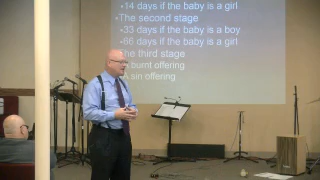 •14 days if the baby is a girl
•The second stage
•33 days if the baby is a boy
•66 days if the baby is a girl
The third stage
burnt offering
A sin offering